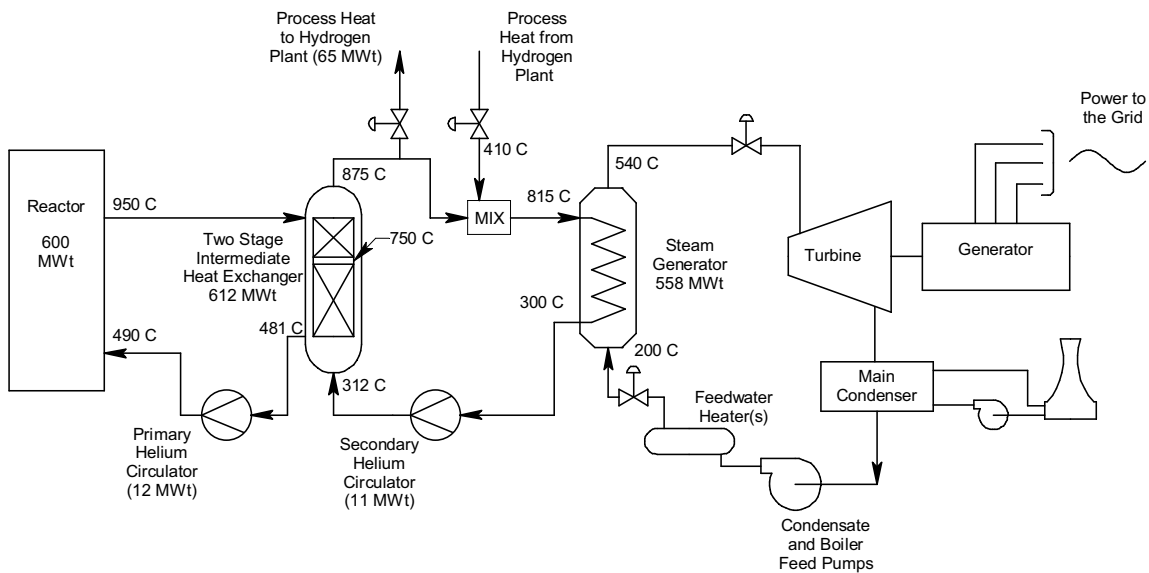 Process Heat
to Hydrogen
Plant (65 MWt)
Process
Heat from
Hydrogen
Plant
Power to
the Grid
410 C
875 C
540 C
815 C
MIX
Reactor
600
MWt
950 C
Two Stage
Intermediate
Heat Exchanger
612 MWt
750 C
Steam
Generator
558 MWt
Turbine
Generator
300 C
481 C
490 C
200 C
312 C
Main
Condenser
Feedwater
Heater(s)
Primary
Helium
Circulator
(12 MWt)
Secondary
Helium
Circulator
(11 MWt)
Condensate
and Boiler
Feed Pumps